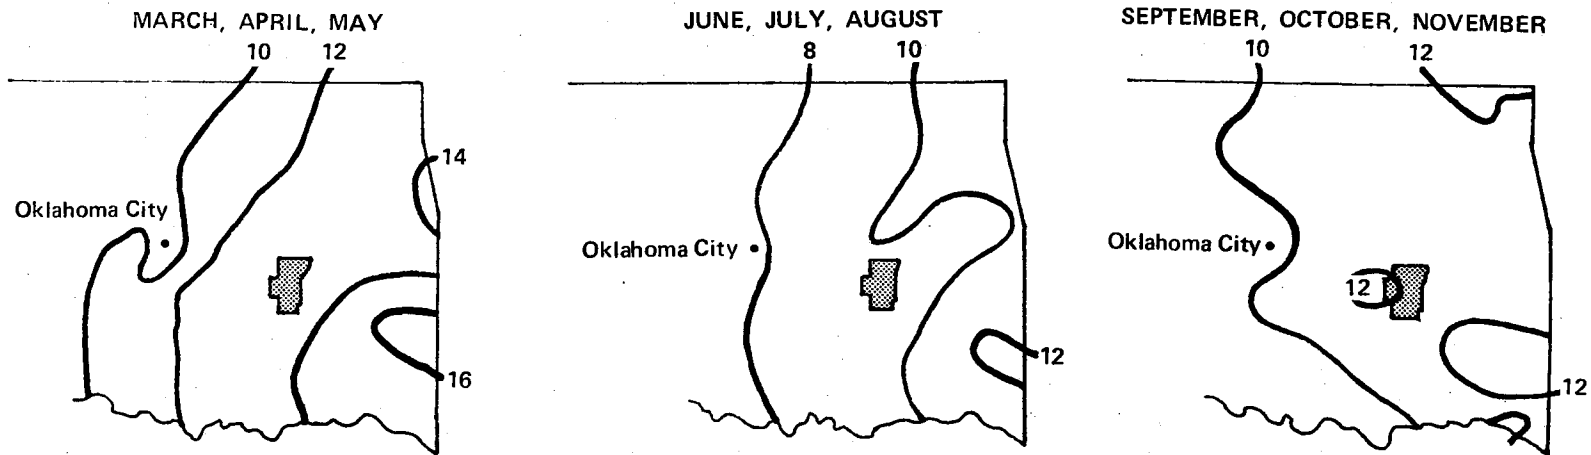 MARCH, APRIL, MAY
10 12
14
Oklahoma City
16
JUNE, JULY, AUGUST
8 10
Oklahoma City
12
SEPTEMBER, OCTOBER, NOVEMBER
10 12
Oklahoma City
12
12